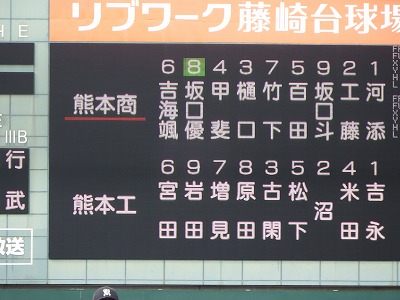 リブワーク藤崎台球場
H E
熊本商
6 8 4 3 7 5 9 2 1
吉海颯 坂口優 甲斐 樋口 竹下 百田 坂口斗 工藤 河添
ⅢB
熊本工
6 9 7 8 3 5 2 4 1
宮田 岩田 増見 原田 古閑 松下 沼 米田 吉永
行
武
放送